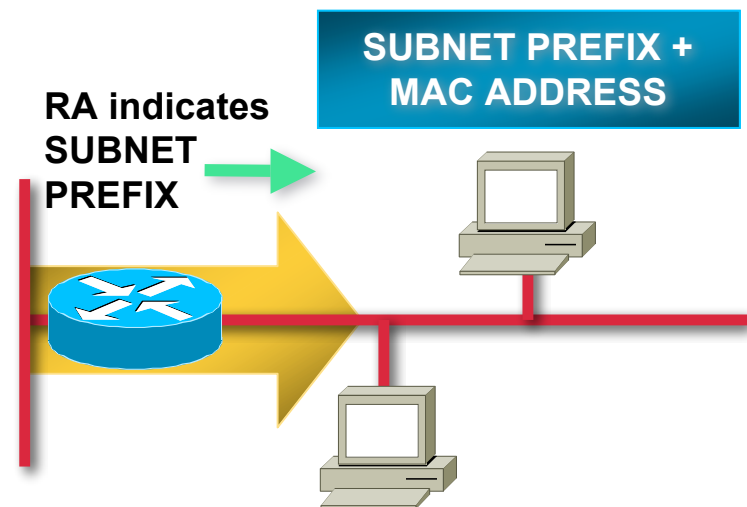 SUBNET PREFIX +
MAC ADDRESS
RA indicates
SUBNET
PREFIX